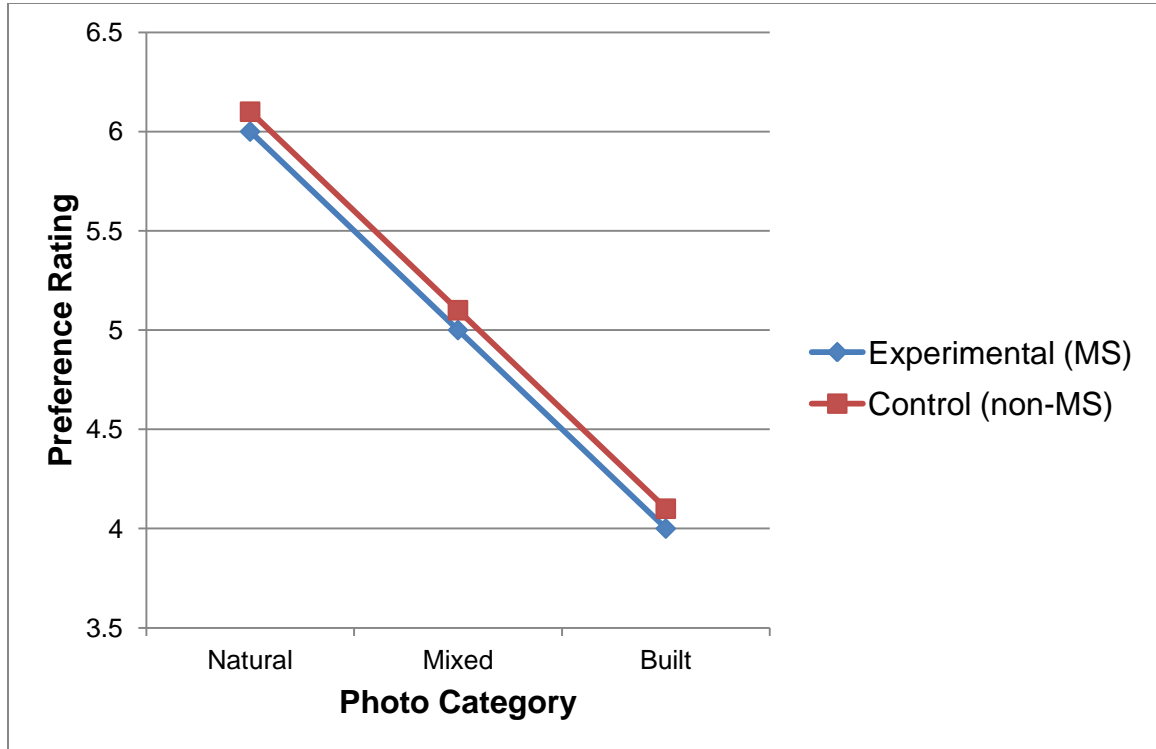 6.5
6
5.5
5
4.5
4
3.5
Preference Rating
Natural Mixed Built
Photo Category
Experimental (MS)
Control (non-MS)